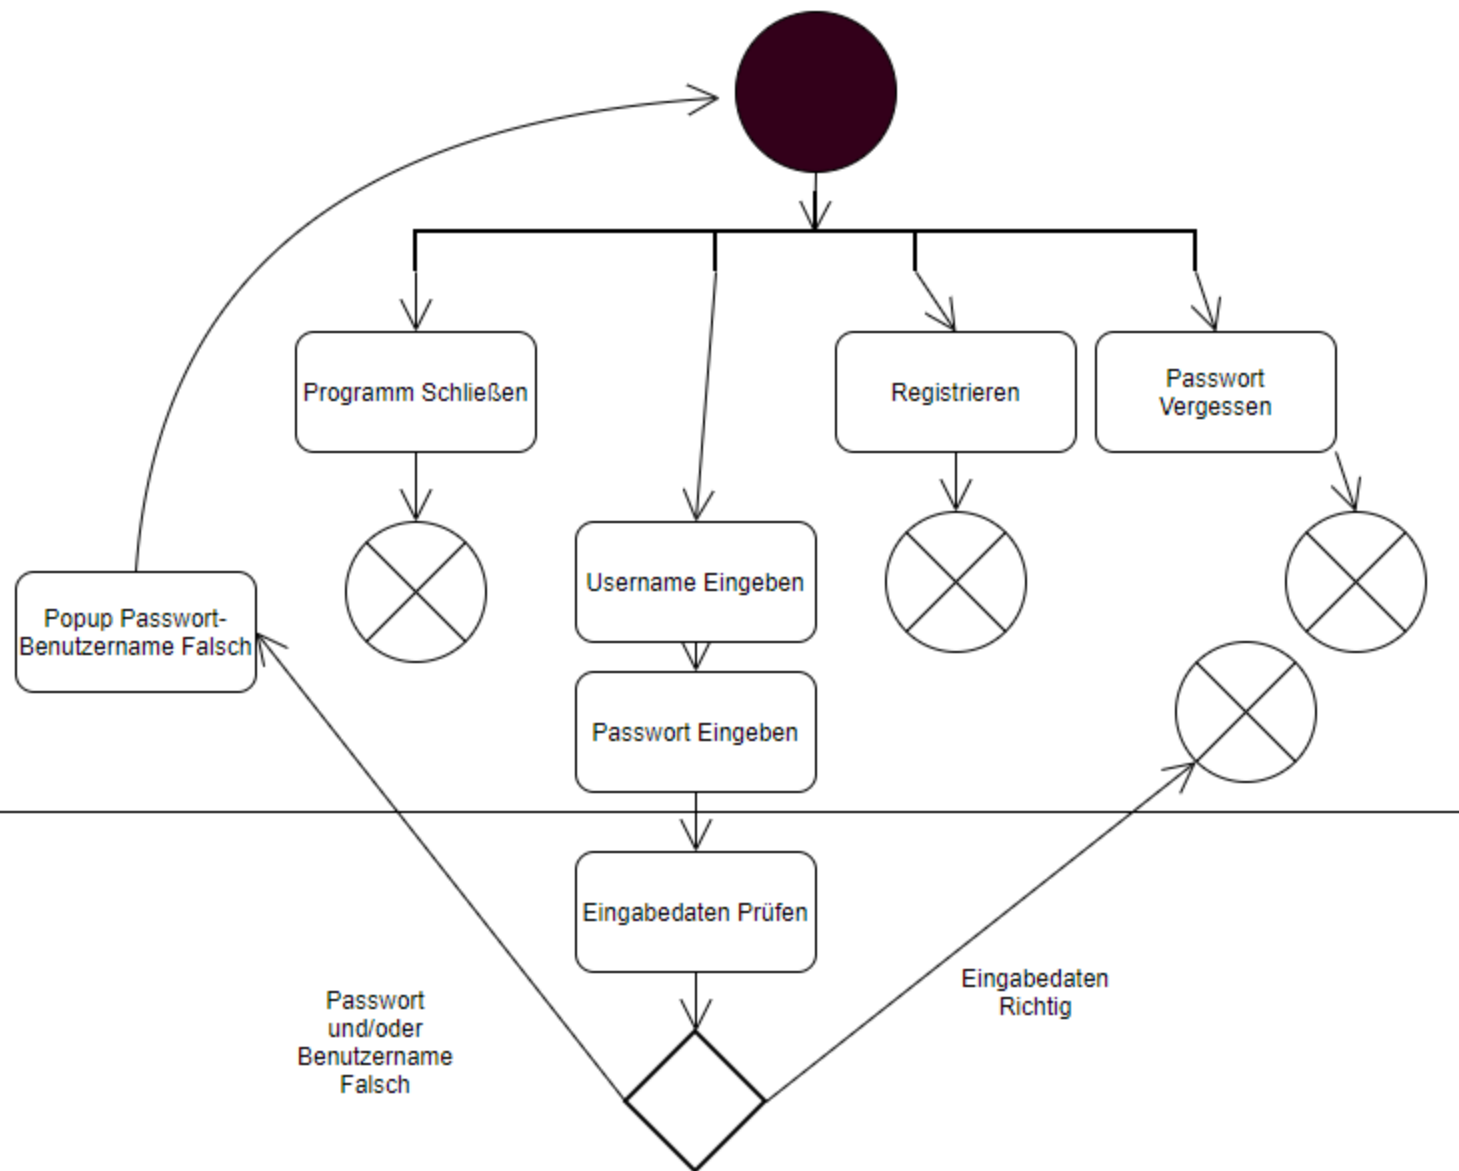 Programm Schließen
Registrieren
Passwort
Vergessen
Username Eingeben
Popup Passwort-
Benutzername Falsch
Passwort Eingeben
Eingabedaten Prüfen
Passwort
und/oder
Benutzername
Falsch
Eingabedaten
Richtig